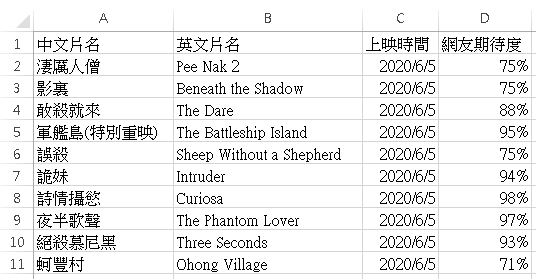 A B C D
1 中文片名 英文片名 上映時間 網友期待度
2 淒厲人僧 Pee Nak 2 2020/6/5 75%
3 影裏 Beneath the Shadow 2020/6/5 75%
4 敢殺就來 The Dare 2020/6/5 88%
5 軍艦島(特別重映) The Battleship Island 2020/6/5 95%
6 誤殺 Sheep Without a Shepherd 2020/6/5 75%
7 詭妹 Intruder 2020/6/5 94%
8 詩情攝慾 Curiosa 2020/6/5 98%
9 夜半歌聲 The Phantom Lover 2020/6/5 97%
10 絕殺慕尼黑 Three Seconds 2020/6/5 93%
11 蚵豐村 Ohong Village 2020/6/5 71%